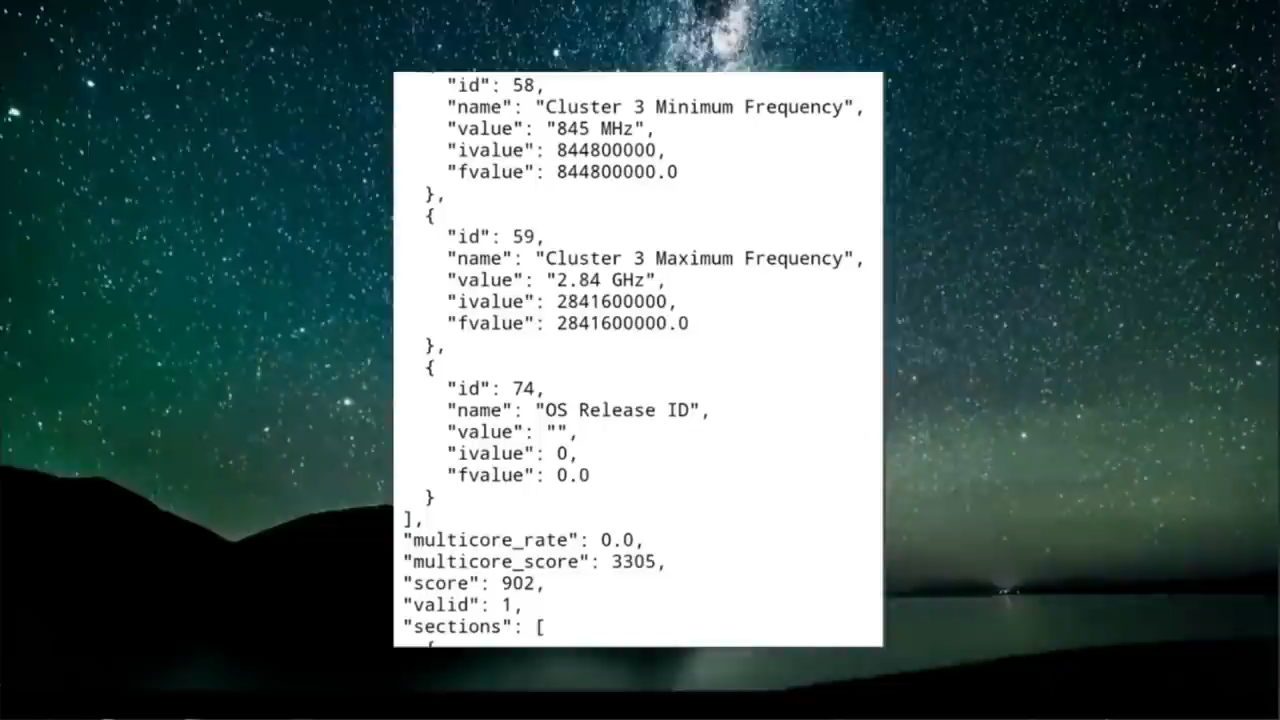 "id": 58,
"name": "Cluster 3 Minimum Frequency",
"value": "845 MHz",
"ivalue": 844800000,
"fvalue": 844800000.0
},
{
"id": 59,
"name": "Cluster 3 Maximum Frequency",
"value": "2.84 GHz",
"ivalue": 2841600000,
"fvalue": 2841600000.0
},
{
"id": 74,
"name": "OS Release ID",
"value": "",
"ivalue": 0,
"fvalue": 0.0
}
],
"multicore_rate": 0.0,
"multicore_score": 3305,
"score": 902,
"valid": 1,
"sections": [